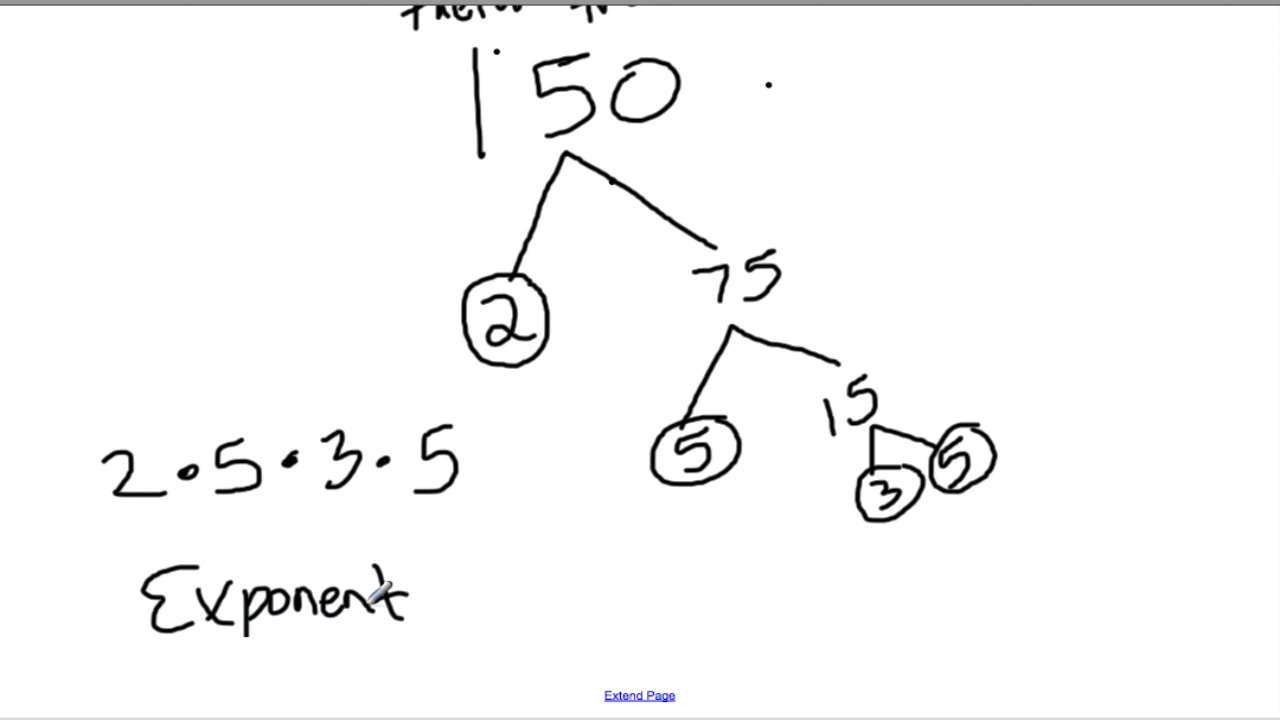 150
2
75
5
15
3
5
2 · 5 · 3 · 5
Exponent
Extend Page